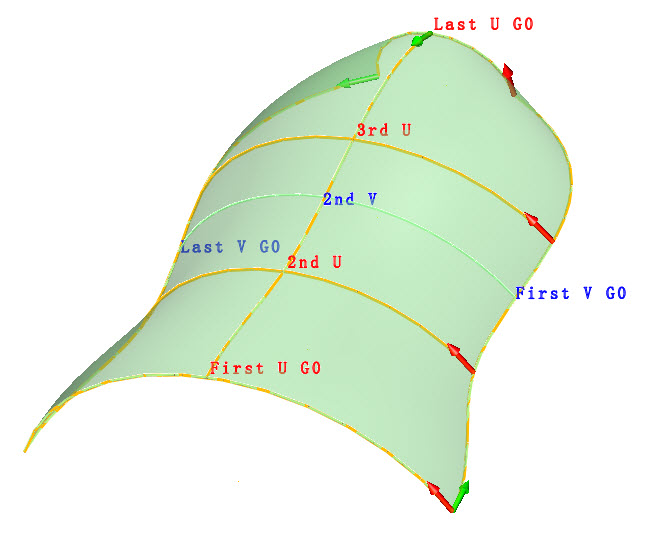 Last U G0
3rd U
2nd V
Last V G0
2nd U
First V G0
First U G0